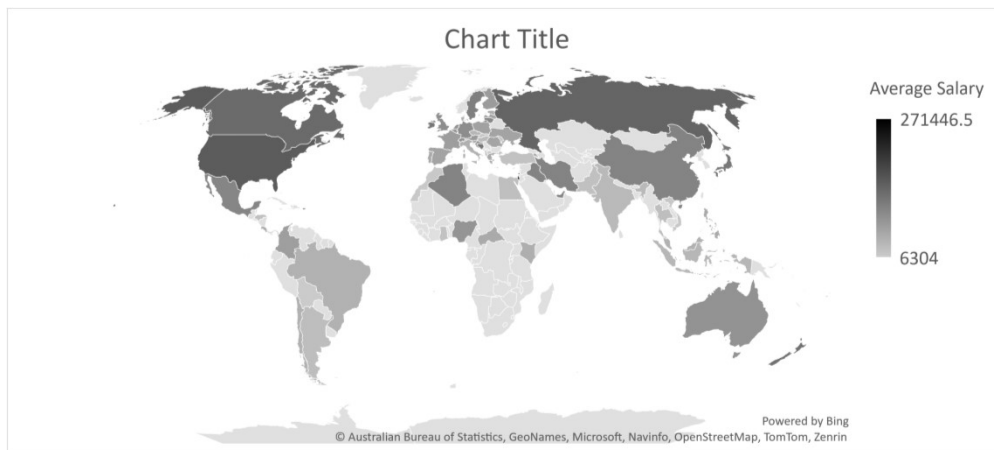 Chart Title
Average Salary
271446.5
6304
Powered by Bing
© Australian Bureau of Statistics, GeoNames, Microsoft, Navinfo, OpenStreetMap, TomTom, Zenrin